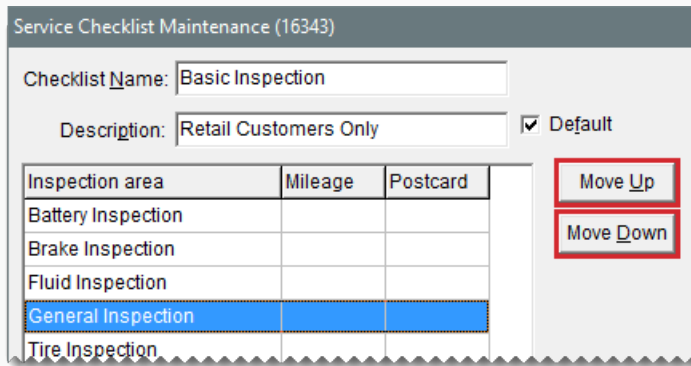 Service Checklist Maintenance (16343)
Checklist Name: Basic Inspection
Description: Retail Customers Only Default
Inspection area Mileage Postcard Move Up
Battery Inspection Move Down
Brake Inspection
Fluid Inspection
General Inspection
Tire Inspection